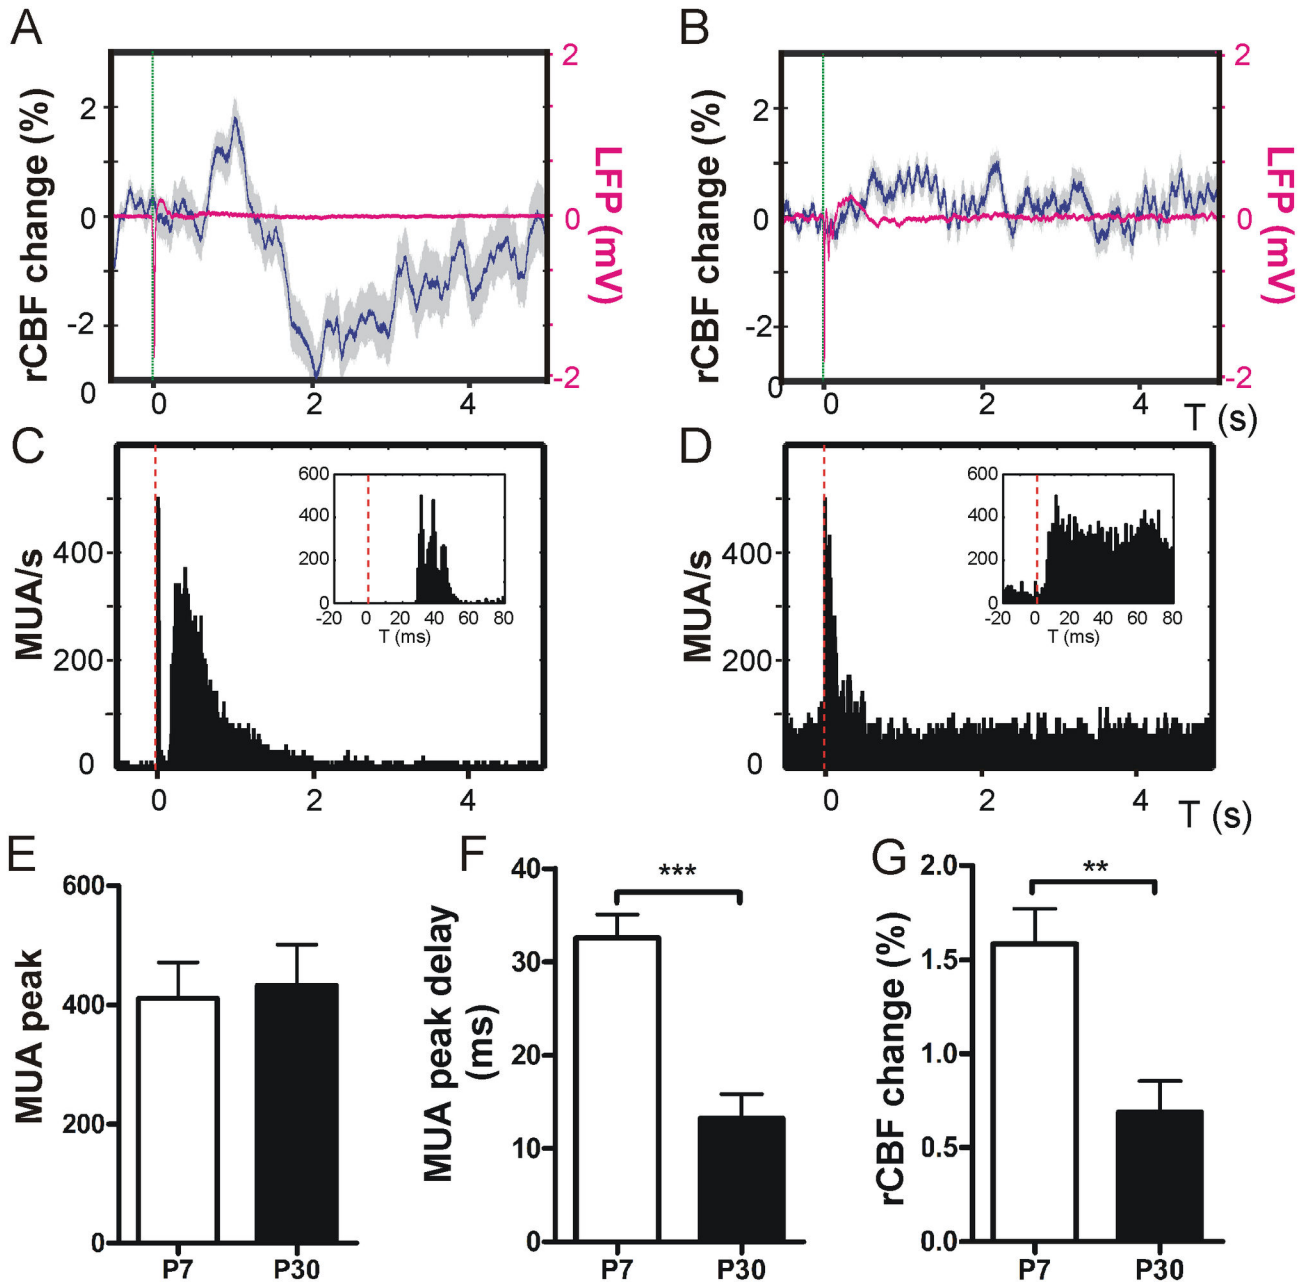 A
B
2
0
-2
0
rCBF change (%)
2
0
-2
LFP (mV)
0
2
4
2
0
-2
0
rCBF change (%)
2
0
-2
LFP (mV)
0
2
4
T (s)
C
D
MUA/s
400
200
0
0
2
4
600
400
200
0
-20
0
20
40
60
80
T (ms)
MUA/s
400
200
0
0
2
4
T (s)
600
400
200
0
-20
0
20
40
60
80
T (ms)
E
F
G
MUA peak
600
400
200
0
P7
P30
MUA peak delay
(ms)
40
30
20
10
0
***
P7
P30
rCBF change (%)
2.0
1.5
1.0
0.5
0.0
**
P7
P30